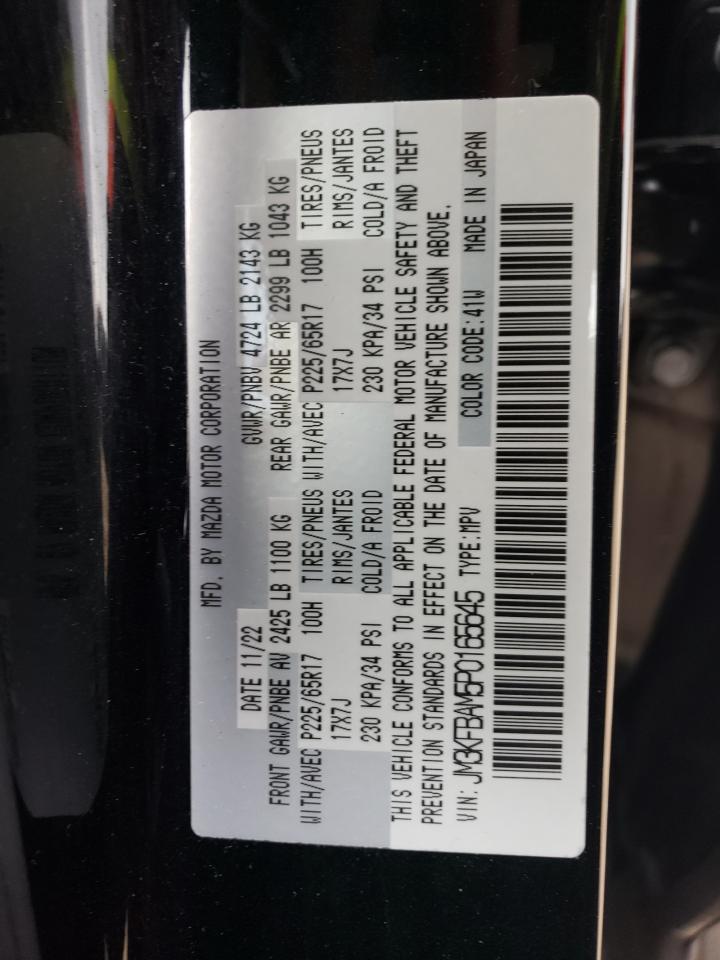 MFD. BY MAZDA MOTOR CORPORATION
DATE 11/22 GVWR/PNBV 4724 LB 2143 KG
FRONT GAWR/PNBE AV 2425 LB 1100 KG REAR GAWR/PNBE AR 2299 LB 1043 KG
WITH/AVEC P225/65R17 100H TIRES/PNEUS WITH/AVEC P225/65R17 100H TIRES/PNEUS
17X7J RIMS/JANTES 17X7J RIMS/JANTES
230 KPA/34 PSI COLD/A FROID 230 KPA/34 PSI COLD/A FROID
THIS VEHICLE CONFORMS TO ALL APPLICABLE FEDERAL MOTOR VEHICLE SAFETY AND THEFT
PREVENTION STANDARDS IN EFFECT ON THE DATE OF MANUFACTURE SHOWN ABOVE.
VIN: JM3KFBAM5P0165645 TYPE:MPV COLOR CODE:41W MADE IN JAPAN